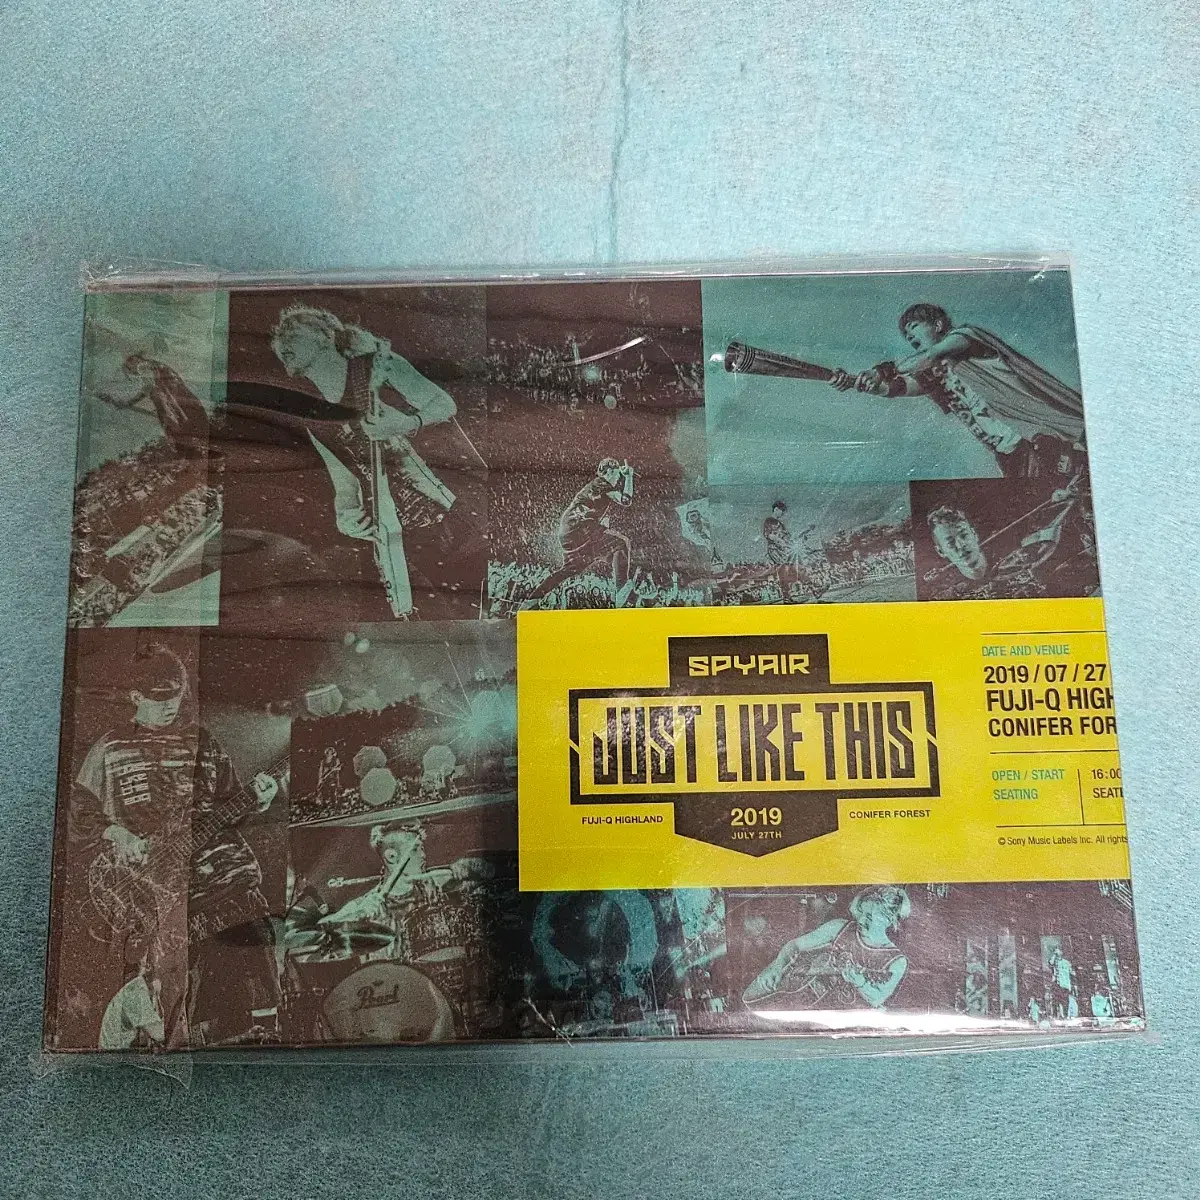 SPYAIR
JUST LIKE THIS
2019
JULY 27TH
FUJI-Q HIGHLAND
CONIFER FOREST
DATE AND VENUE
2019 / 07 / 27
FUJI-Q HIGH
CONIFER FOR
OPEN / START
16:00
SEATING
SEATE
© Sony Music Labels Inc. All rights
Pearl